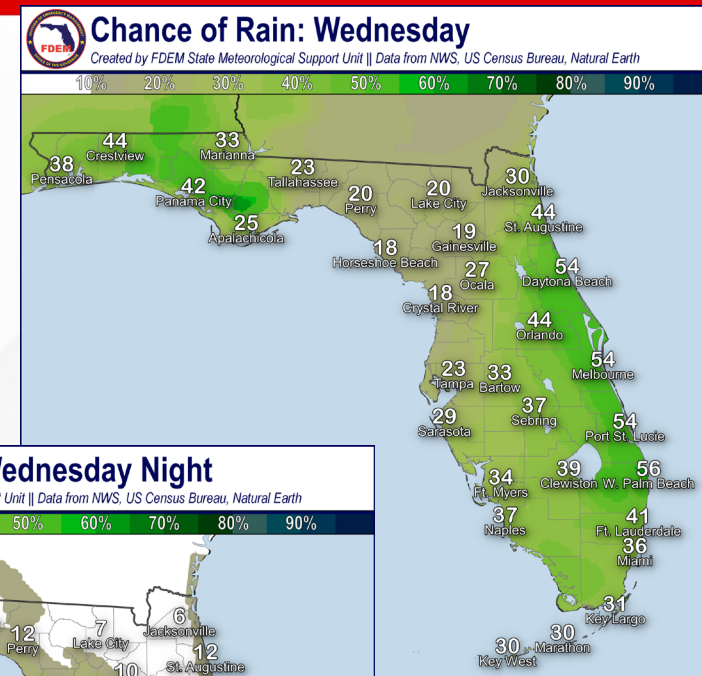 FDEM
Chance of Rain: Wednesday
Created by FDEM State Meteorological Support Unit || Data from NWS, US Census Bureau, Natural Earth
10% 20% 30% 40% 50% 60% 70% 80% 90%
44
Crestview
33
Marianna
38
Pensacola
23
Tallahassee
42
Panama City
20
Perry
20
Lake City
30
Jacksonville
25
Apalachicola
44
St. Augustine
19
Gainesville
18
Horseshoe Beach
27
Ocala
54
Daytona Beach
18
Crystal River
44
Orlando
54
Melbourne
23
Tampa
33
Bartow
37
Sebring
29
Sarasota
54
Port St. Lucie
34
Ft. Myers
39
Clewiston
56
W. Palm Beach
37
Naples
41
Ft. Lauderdale
36
Miami
31
Key Largo
30
Marathon
30
Key West
ednesday Night
Unit || Data from NWS, US Census Bureau, Natural Earth
50% 60% 70% 80% 90%
12
Perry
7
Lake City
6
Jacksonville
12
St. Augustine
10